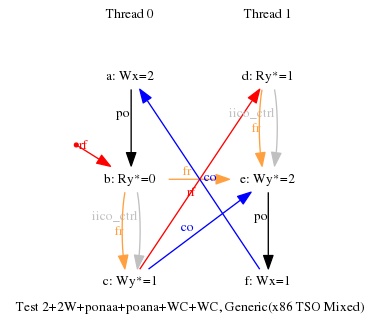 Thread 0 Thread 1
a: Wx=2 d: Ry*=1
po iico_ctrl
fr
rf fr co
b: Ry*=0 rf e: Wy*=2
iico_ctrl po
fr co
c: Wy*=1 f: Wx=1
Test 2+2W+ponaa+poana+WC+WC, Generic(x86 TSO Mixed)